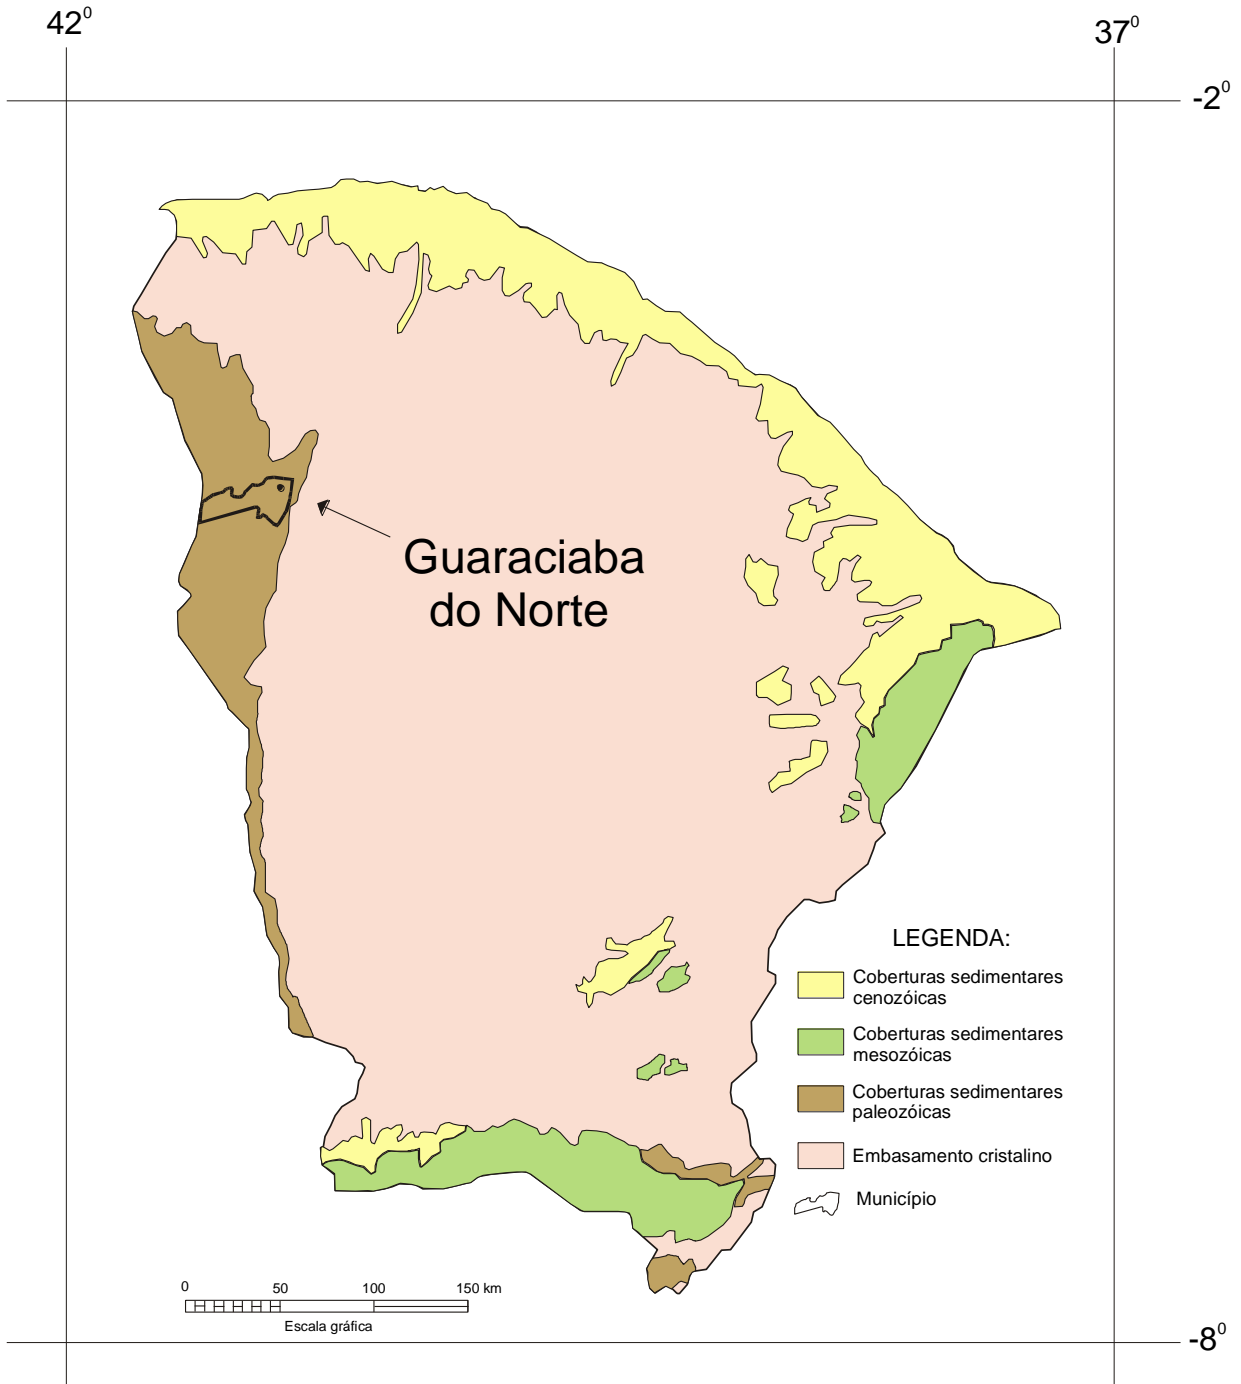 42⁰
37⁰
-2⁰
Guaraciaba
do Norte
LEGENDA:
Coberturas sedimentares
cenozóicas
Coberturas sedimentares
mesozóicas
Coberturas sedimentares
paleozóicas
Embasamento cristalino
Município
0 50 100 150 km
Escala gráfica
-8⁰